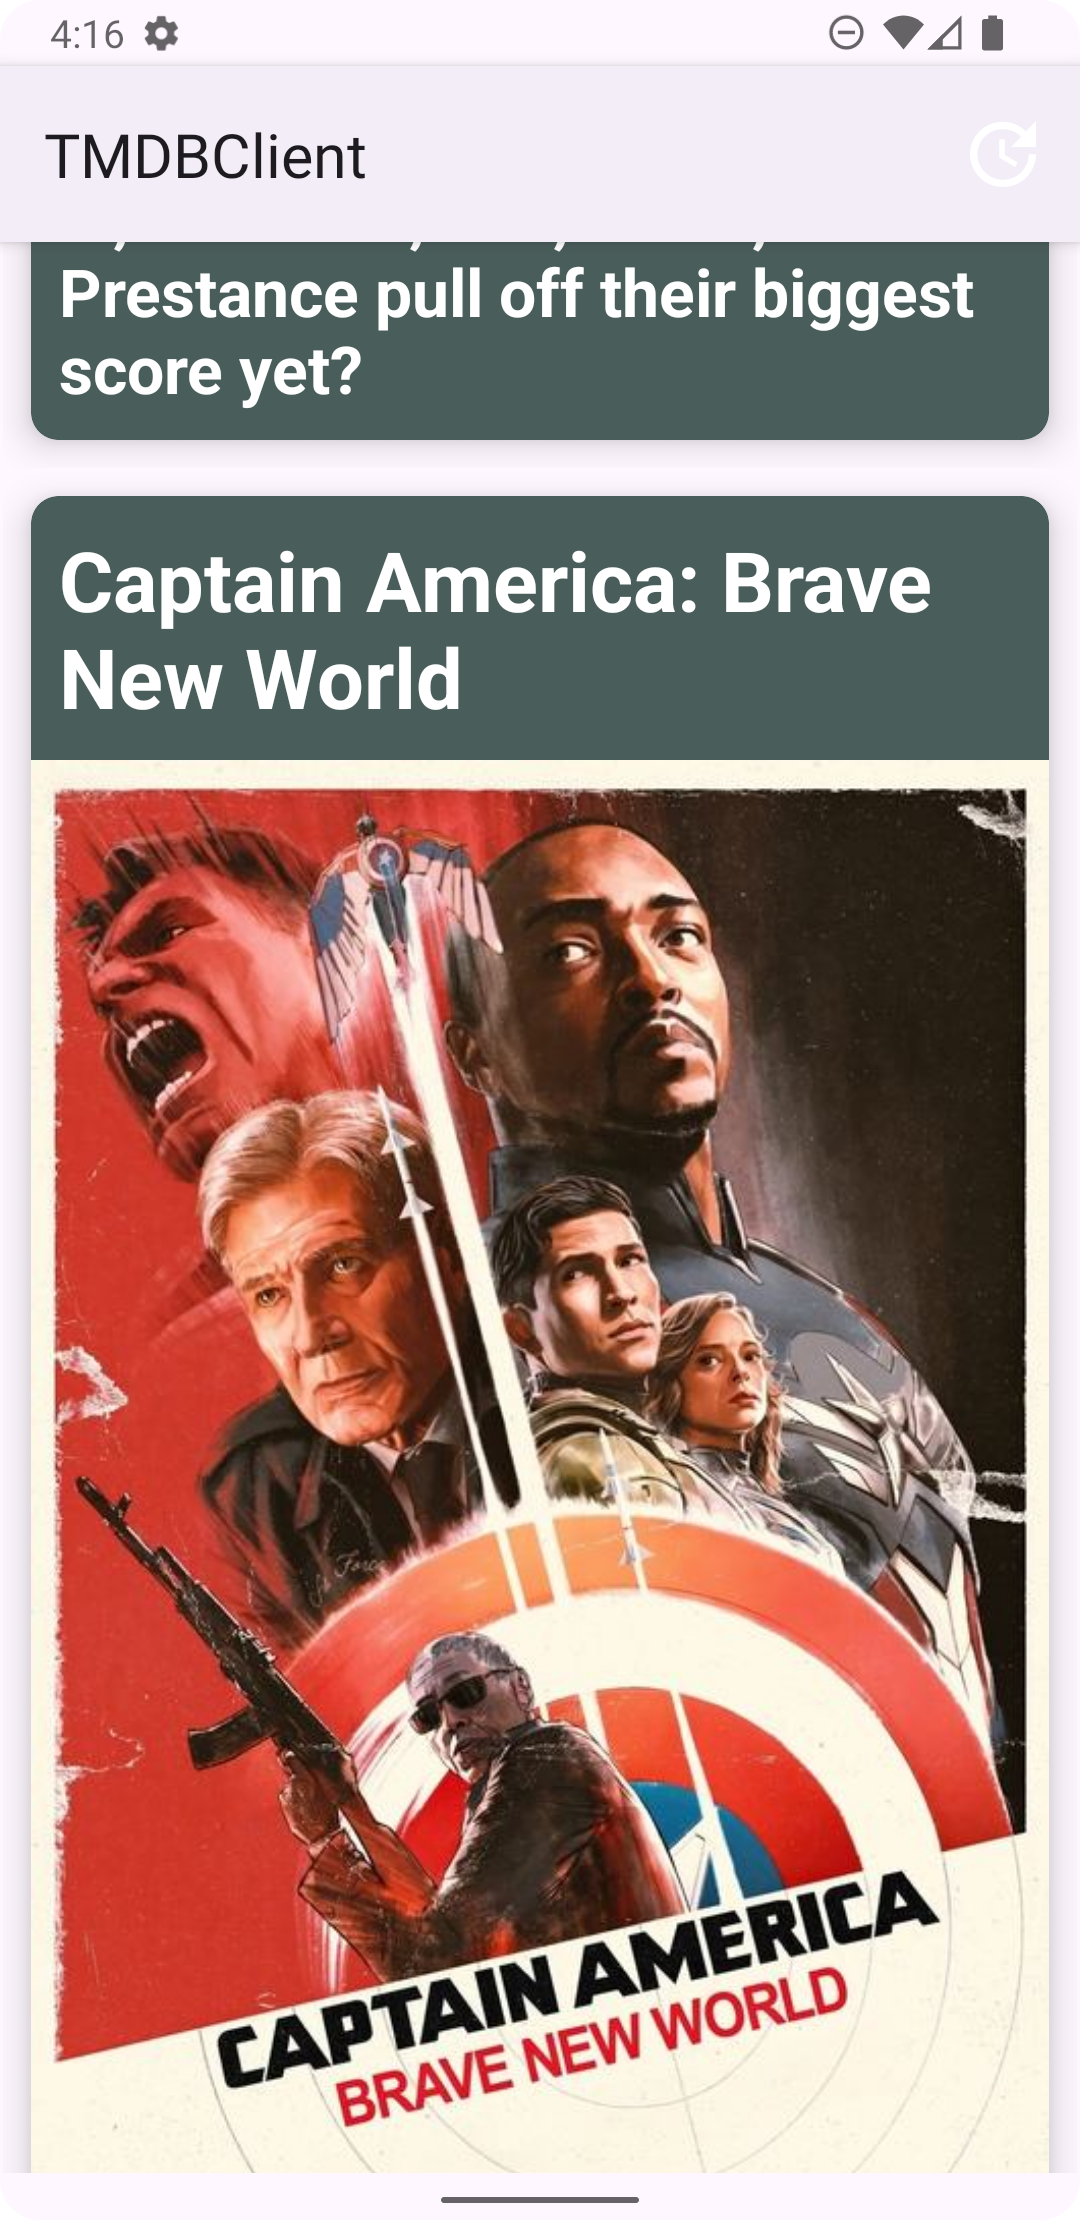 4:16
TMDBClient
Prestance pull off their biggest
score yet?
Captain America: Brave
New World
Force
CAPTAIN AMERICA
BRAVE NEW WORLD